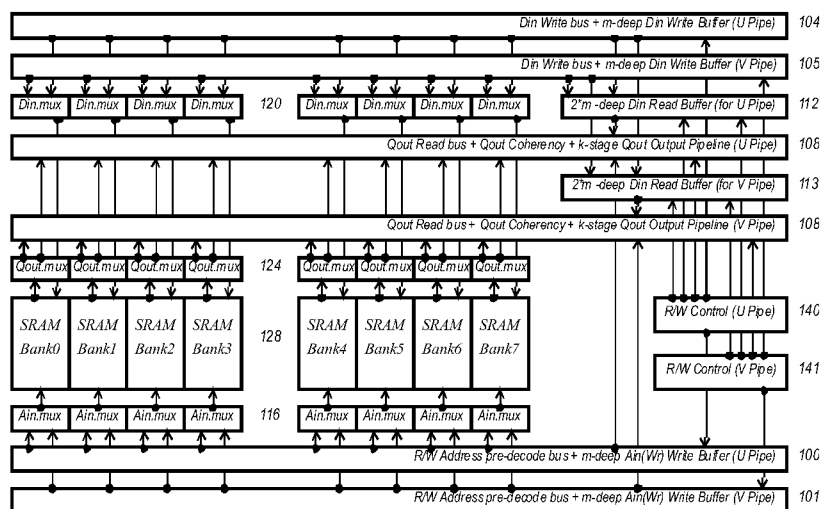 Din Write bus + m-deep Din Write Buffer (U Pipe) 104
Din Write bus + m-deep Din Write Buffer (V Pipe) 105
Din.mux Din.mux Din.mux Din.mux 120 Din.mux Din.mux Din.mux Din.mux 2*m-deep Din Read Buffer (for U Pipe) 112
Qout Read bus + Qout Coherency + k-stage Qout Output Pipeline (U Pipe) 108
2*m -deep Din Read Buffer (for V Pipe) 113
Qout Read bus + Qout Coherency + k-stage Qout Output Pipeline (V Pipe) 108
Qout.mux Qout.mux Qout.mux Qout.mux 124 Qout.mux Qout.mux Qout.mux Qout.mux
R/W Control (U Pipe) 140
SRAM SRAM SRAM SRAM 128 SRAM SRAM SRAM SRAM
Bank0 Bank1 Bank2 Bank3 Bank4 Bank5 Bank6 Bank7
R/W Control (V Pipe) 141
Ain.mux Ain.mux Ain.mux Ain.mux 116 Ain.mux Ain.mux Ain.mux Ain.mux
R/W Address pre-decode bus + m-deep Ain(Wr) Write Buffer (U Pipe) 100
R/W Address pre-decode bus + m-deep Ain(Wr) Write Buffer (V Pipe) 101